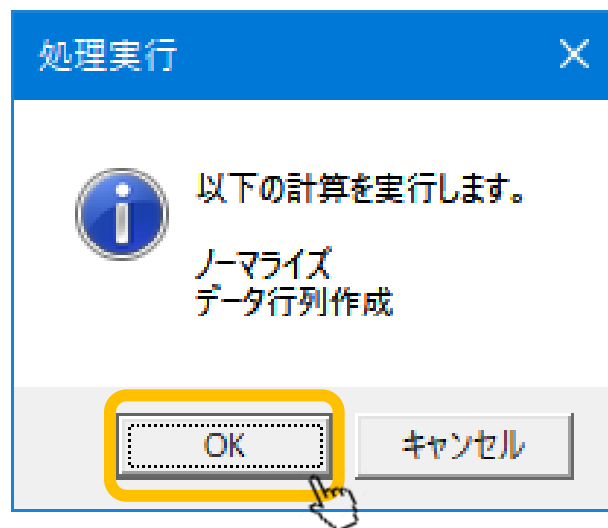 処理実行
以下の計算を実行します。
ノーマライズ
データ行列作成
OK
キャンセル